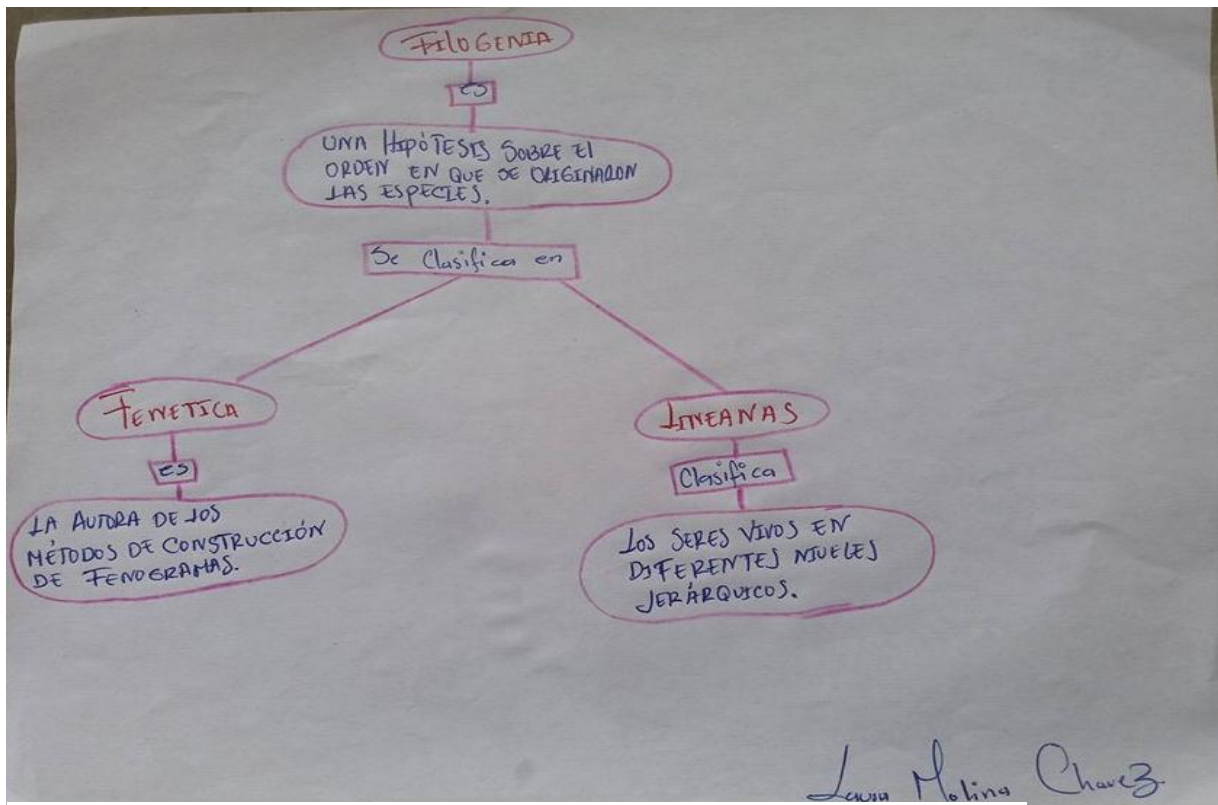 FILOGENIA
es
UNA HIPÓTESIS SOBRE El
ORDEN EN QUE SE ORIGINARON
LAS ESPECIES.
Se Clasifica en
FENETICA
LINEANAS
es
Clasifica
LA AUTORA DE LOS
MÉTODOS DE CONSTRUCCIÓN
DE FENOGRAMAS.
LOS SERES VIVOS EN
DIFERENTES NIVELES
JERÁRQUICOS.
Laura Molina Chavez